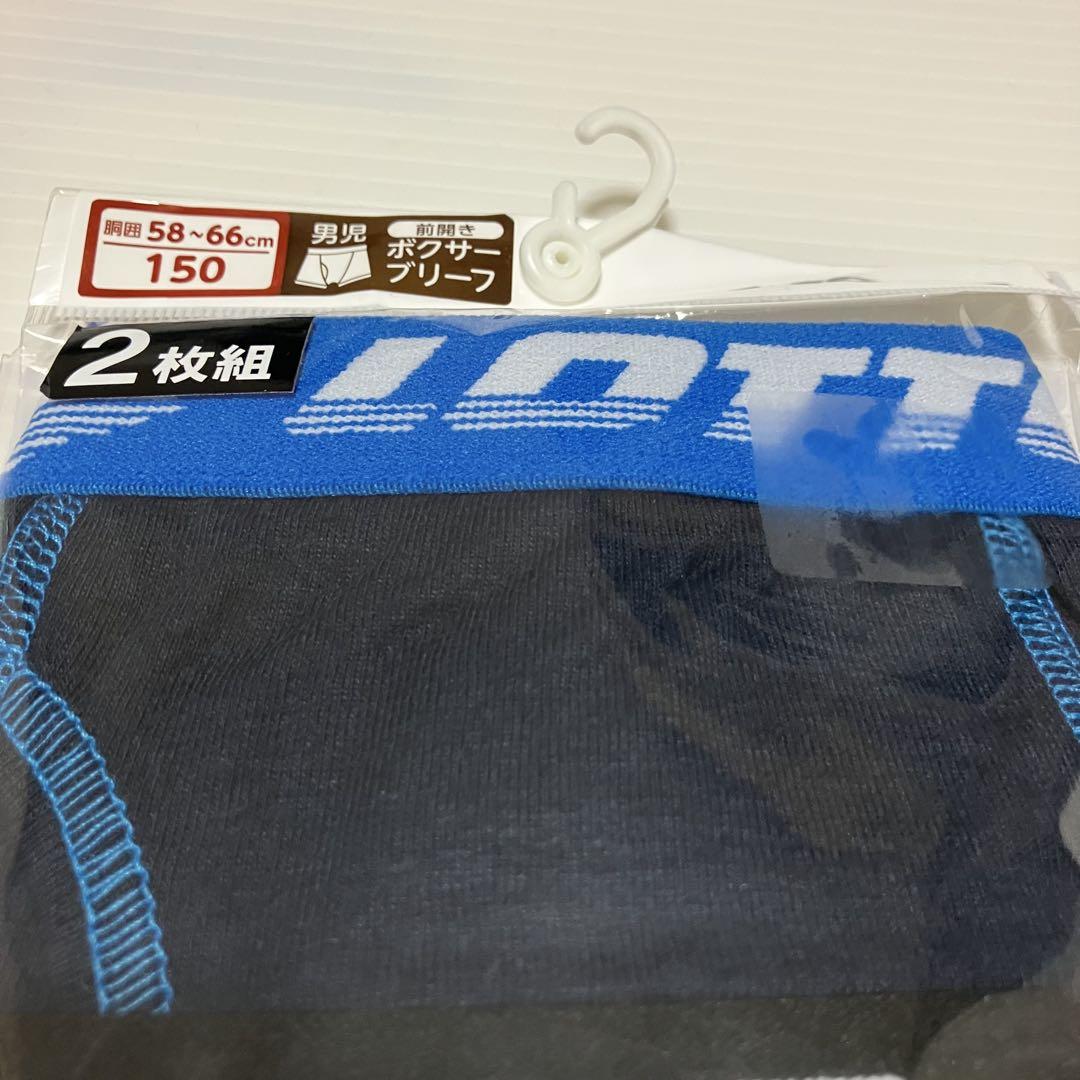 胴囲 58~66cm
150
男児
前開き
ボクサー
ブリーフ
2枚組
LOTT